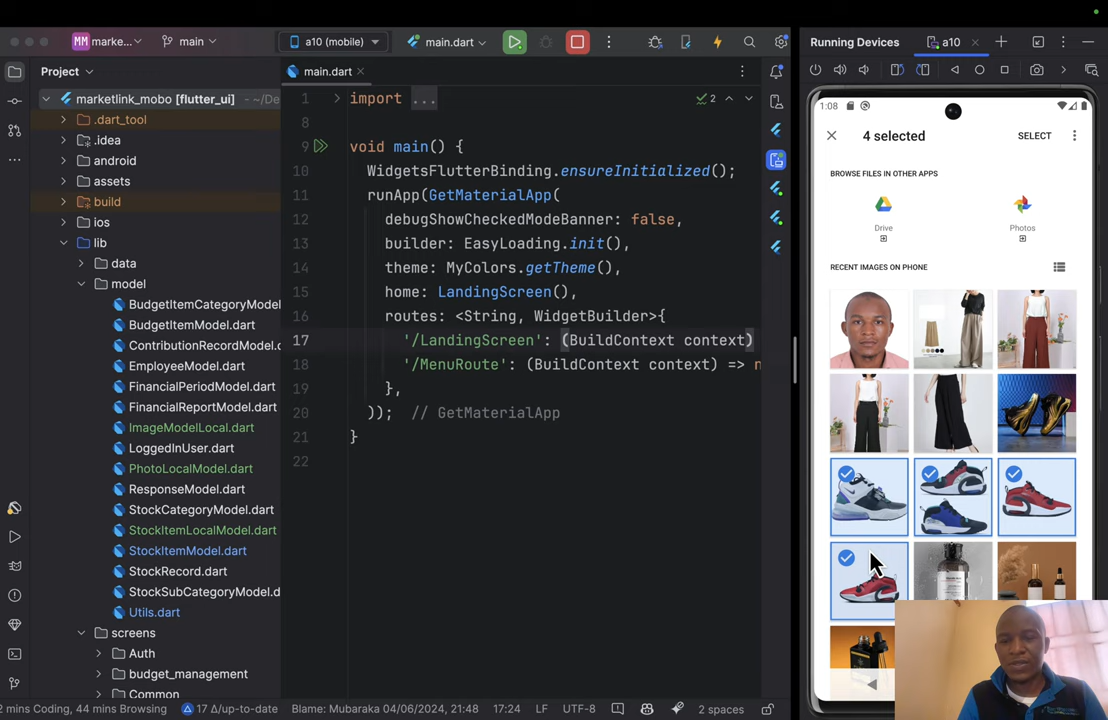 MM marke...
main
a10 (mobile)
main.dart
Running Devices
a10
Project
main.dart
marketlink_mobo [flutter_ui] ~/De
.dart_tool
.idea
android
assets
build
ios
lib
data
model
BudgetItemCategoryModel
BudgetItemModel.dart
ContributionRecordModel.
EmployeeModel.dart
FinancialPeriodModel.dart
FinancialReportModel.dart
ImageModelLocal.dart
LoggedInUser.dart
PhotoLocalModel.dart
ResponseModel.dart
StockCategoryModel.dart
StockItemLocalModel.dart
StockItemModel.dart
StockRecord.dart
StockSubCategoryModel.d
Utils.dart
screens
Auth
budget_management
Common
1 import ...
2
8
9 void main() {
10 WidgetsFlutterBinding.ensureInitialized();
11 runApp(GetMaterialApp(
12 debugShowCheckedModeBanner: false,
13 builder: EasyLoading.init(),
14 theme: MyColors.getTheme(),
15 home: LandingScreen(),
16 routes: <String, WidgetBuilder>{
17 '/LandingScreen': (BuildContext context)
18 '/MenuRoute': (BuildContext context) => n
19 },
20 )); // GetMaterialApp
21 }
22
1:08
4 selected
SELECT
BROWSE FILES IN OTHER APPS
Drive
Photos
RECENT IMAGES ON PHONE
2 mins Coding, 44 mins Browsing
17 Δ/up-to-date
Blame: Mubaraka 04/06/2024, 21:48
17:24
LF
UTF-8
2 spaces